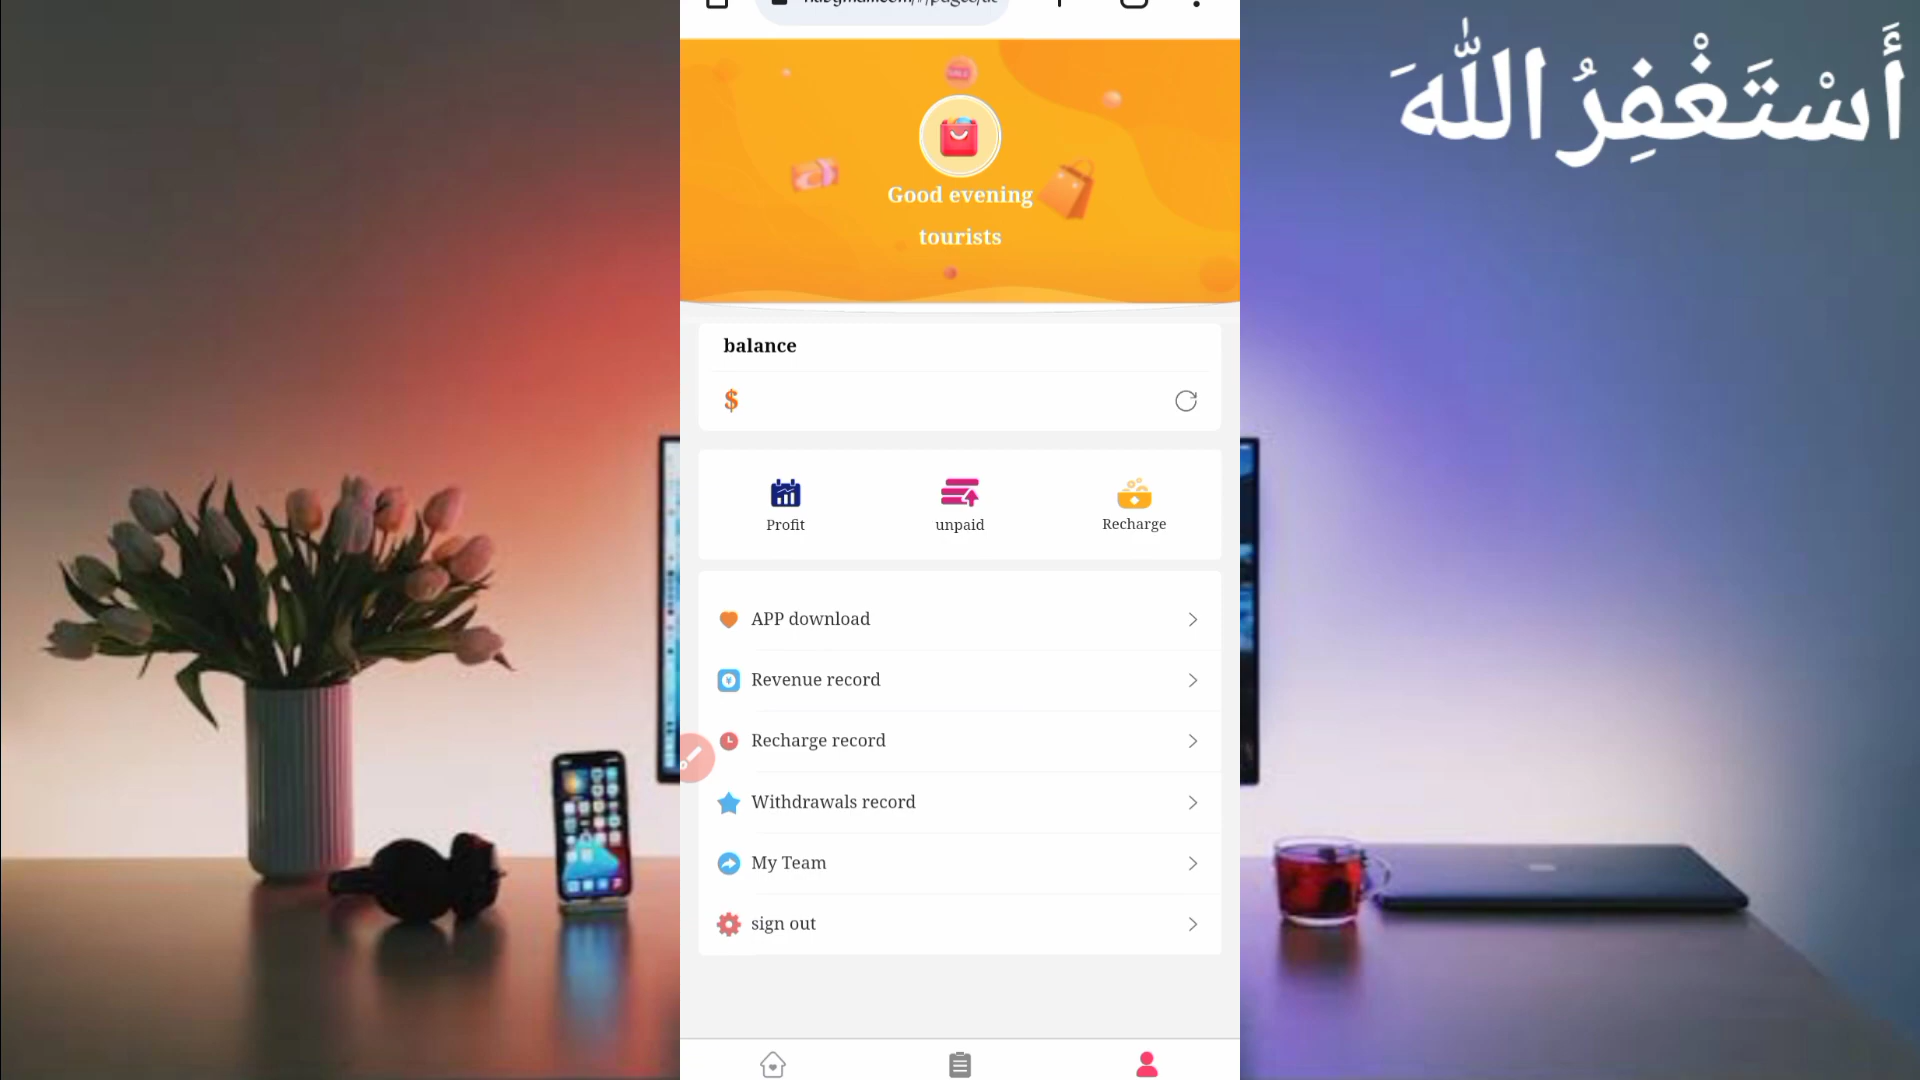 أَسْتَغْفِرُ اللّٰهَ
Good evening
tourists
balance
$
Profit
unpaid
Recharge
APP download
Revenue record
Recharge record
Withdrawals record
My Team
sign out